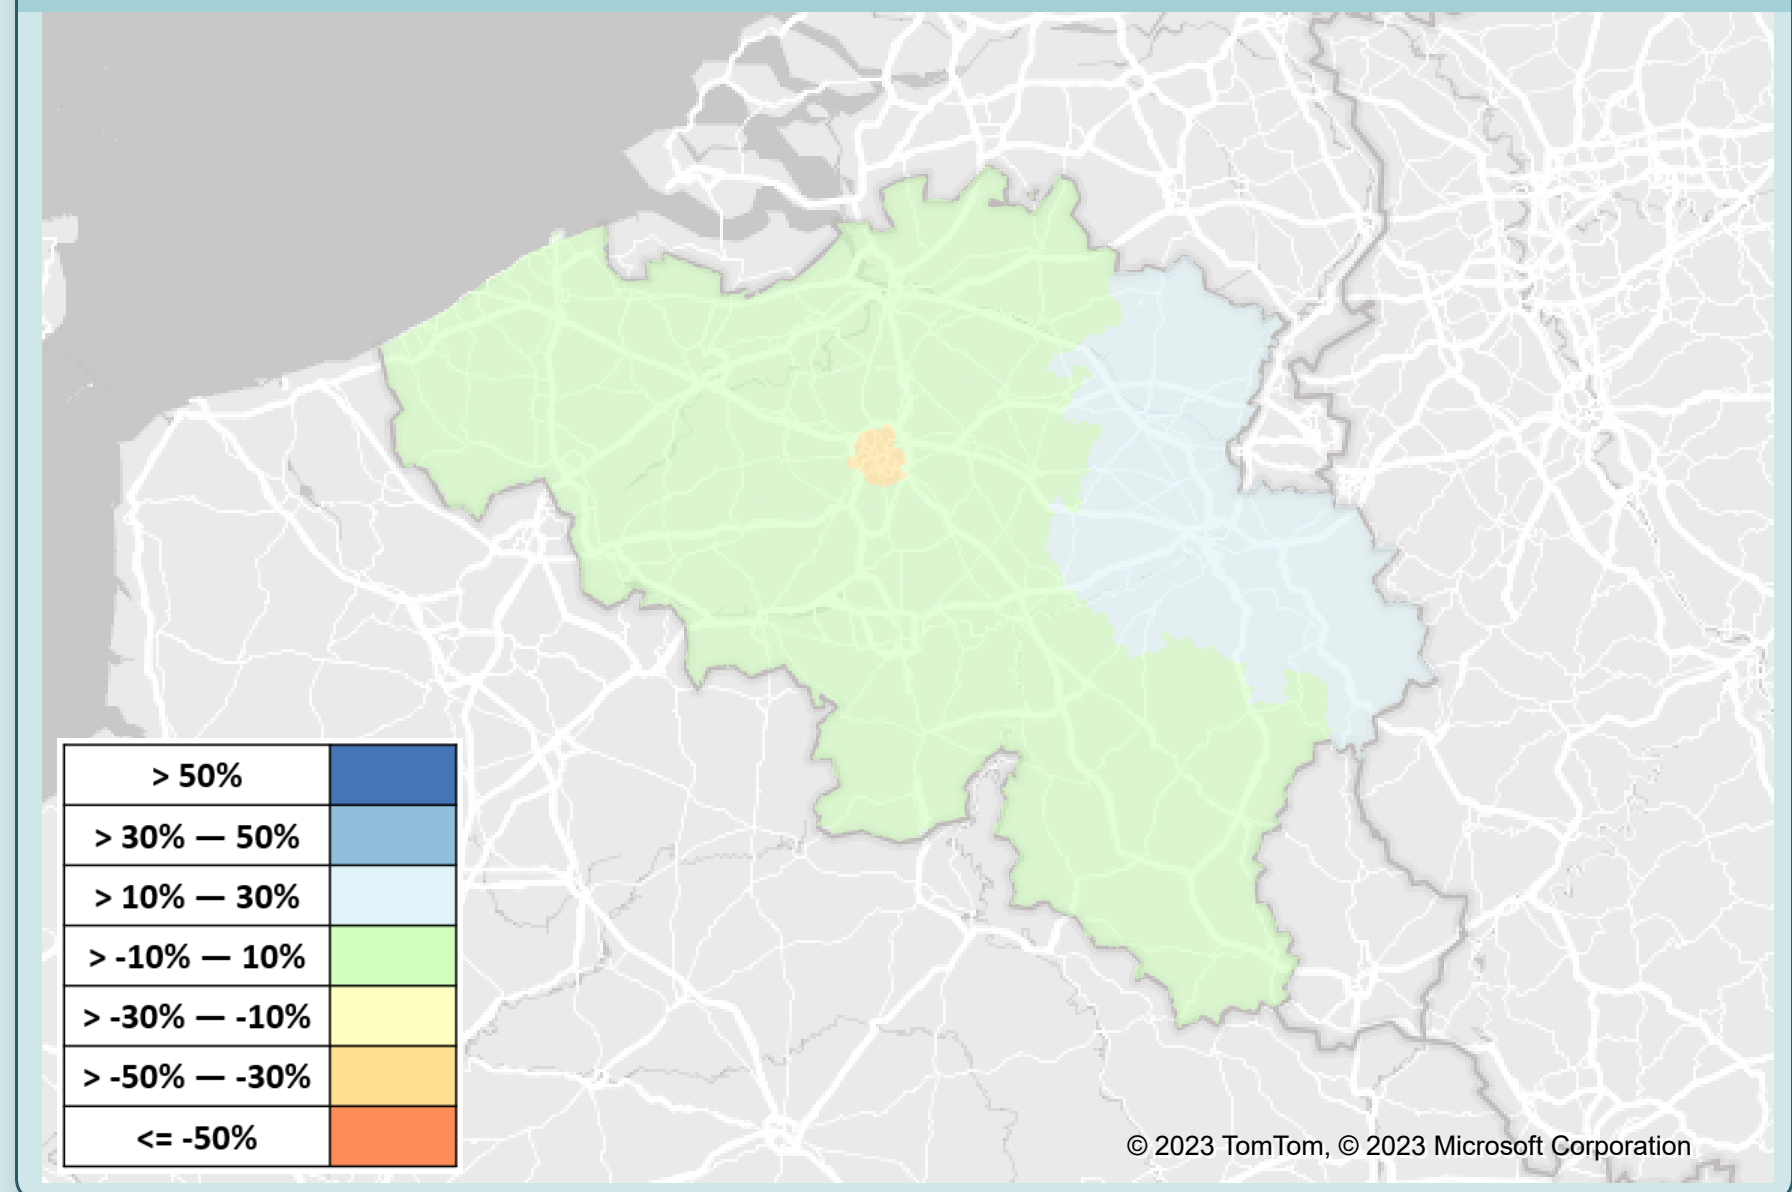 > 50%
> 30% — 50%
> 10% — 30%
> -10% — 10%
> -30% — -10%
> -50% — -30%
<= -50%
© 2023 TomTom, © 2023 Microsoft Corporation